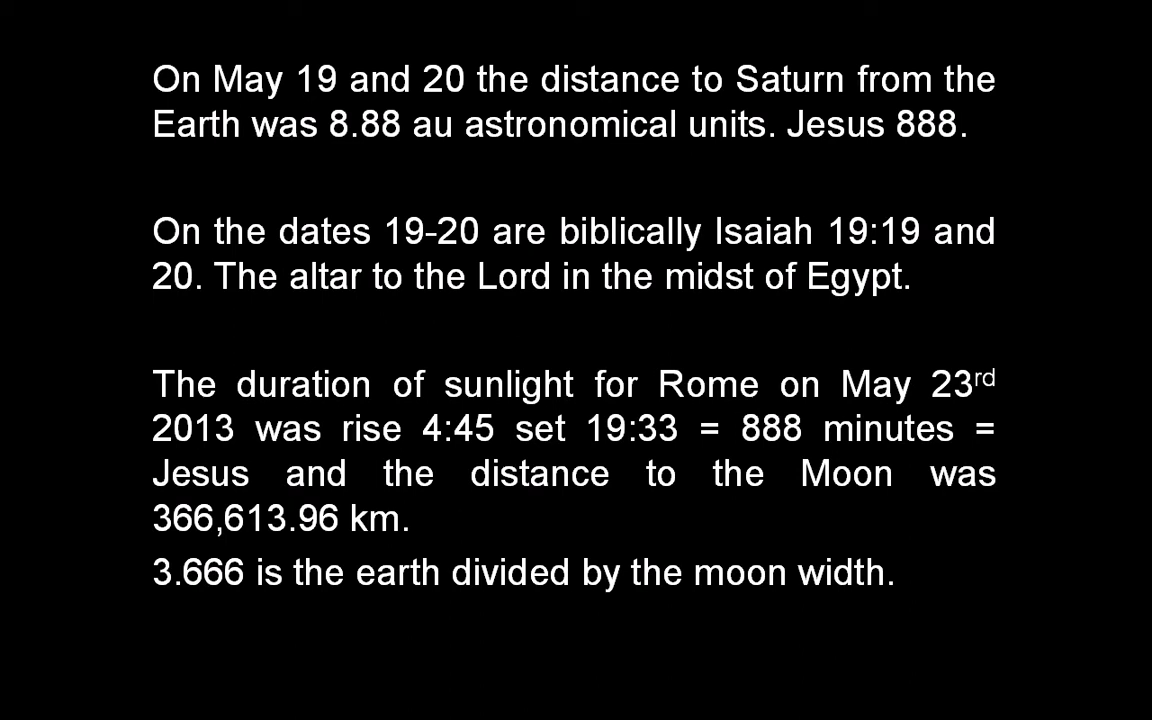 On May 19 and 20 the distance to Saturn from the
Earth was 8.88 au astronomical units. Jesus 888.
On the dates 19-20 are biblically Isaiah 19:19 and
20. The altar to the Lord in the midst of Egypt.
The duration of sunlight for Rome on May 23rd
2013 was rise 4:45 set 19:33 = 888 minutes =
Jesus and the distance to the Moon was
366,613.96 km.
3.666 is the earth divided by the moon width.